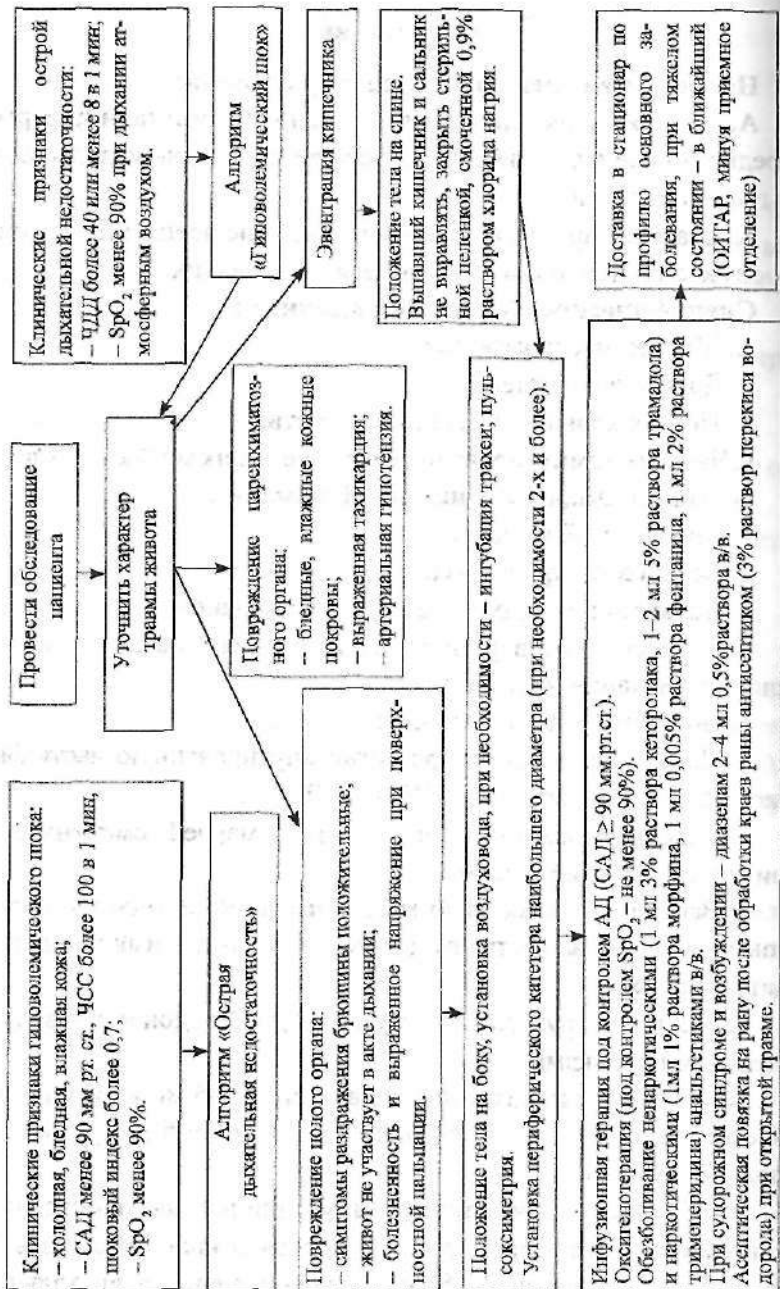 Провести обследование
пациента
Уточнить характер
травмы живота
Клинические признаки гиповолемического шока:
– холодная, бледная, влажная кожа;
– САД менее 90 мм рт. ст., ЧСС более 100 в 1 мин,
шоковый индекс более 0,7;
– SpO₂ менее 90%.
Алгоритм «Острая
дыхательная недостаточность»
Клинические признаки острой
дыхательной недостаточности:
– ЧДД более 40 или менее 8 в 1 мин;
– SpO₂ менее 90% при дыхании ат-
мосферным воздухом.
Алгоритм
«Гиповолемический шок»
Повреждение полого органа:
– симптомы раздражения брюшины положительные;
– живот не участвует в акте дыхании;
– болезненность и выраженное напряжение при поверх-
ностной пальпации
Повреждение паренхиматоз-
ного органа;
– бледные, влажные кожные
покровы;
– выраженная тахикардия;
– артериальная гипотензия.
Эвентрация кишечника
Положение тела на спине.
Выпавший кишечник и сальник
не вправлять, закрыть стериль-
ной пеленкой, смоченной 0,9%
раствором хлорида натрия.
Положение тела на боку, установка воздуховода, при необходимости – интубация трахеи; пуль-
соксиметрия.
Установка периферического катетера наибольшего диаметра (при необходимости 2-х и более).
Инфузионная терапия под контролем АД (САД ≥ 90 мм.рт.ст.).
Оксигенотерапия (под контролем SpO₂ – не менее 90%).
Обезболивание ненаркотическими (1 мл 3% раствора кеторолака, 1–2 мл 5% раствора трамадола)
и наркотическими (1мл 1% раствора морфина, 1 мл 0,005% раствора фентанила, 1 мл 2% раствора
тримеперидина) анальгетиками в/в.
При судорожном синдроме и возбуждении – диазепам 2–4 мл 0,5%раствора в/в.
Асептическая повязка на рану после обработки краев раны антисептиком (3% раствор перекиси во-
дорода) при открытой травме.
Доставка в стационар по
профилю основного за-
болевания, при тяжелом
состоянии – в ближайший
(ОИТАР, минуя приемное
отделение)